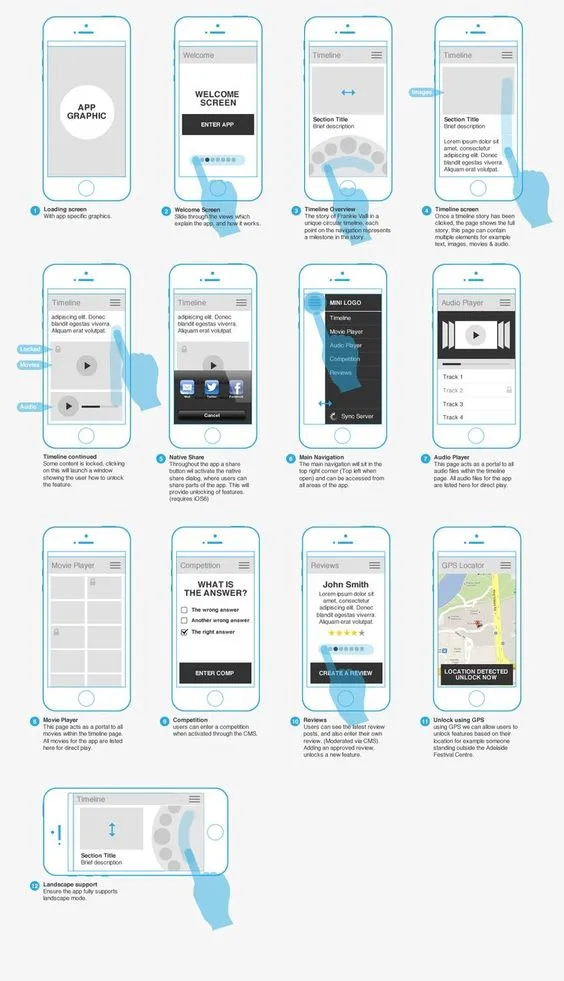 APP
GRAPHIC
1 Loading screen
With app specific graphics.
Welcome
WELCOME
SCREEN
ENTER APP
2 Welcome Screen
Slide through the views which
explain the app, and how it works.
Timeline
Section Title
Brief description
3 Timeline Overview
The story of Frankie Valli in a
unique circular timeline, each
point on the navigation represents
a milestone in the story.
Timeline
Images
Section Title
Brief description
Lorem ipsum dolor sit
amet, consectetur
adipiscing elit. Donec
blandit egestas viverra.
Aliquam erat volutpat.
4 Timeline screen
Once a timeline story has been
clicked, the page shows the full
story, this page can contain
multiple elements for example
text, images, movies & audio.
Timeline
adipiscing elit. Donec
blandit egestas viverra.
Aliquam erat volutpat.
Locked
Movies
Audio
Timeline continued
Some content is locked, clicking
on this will launch a window
showing the user how to unlock
the feature.
Timeline
adipiscing elit. Donec
blandit egestas viverra.
Aliquam erat volutpat.
Mail
Twitter
Facebook
Cancel
5 Native Share
Throughout the app a share
button wil activate the native
share dialog, where users can
share parts of the app. This will
provide unlocking of features.
(requires iOS6)
MINI LOGO
Timeline
Movie Player
Audio Player
Competition
Reviews
Sync Server
6 Main Navigation
The main navigation will sit in the
top right corner (Top left when
open) and can be accessed from
all areas of the app.
Audio Player
Track 1
Track 2
Track 3
Track 4
7 Audio Player
This page acts as a portal to all
audio files within the timeline
page. All audio files for the app
are listed here for direct play.
Movie Player
8 Movie Player
This page acts as a portal to all
movies within the timeline page.
All movies for the app are listed
here for direct play.
Competition
WHAT IS
THE ANSWER?
The wrong answer
Another wrong answer
The right answer
ENTER COMP
9 Competition
users can enter a competition
when activated through the CMS.
Reviews
John Smith
Lorem ipsum dolor sit
amet, consectetur
adipiscing elit. Donec
blandit egestas viverra.
Aliquam erat volutpat.
CREATE A REVIEW
10 Reviews
Users can see the latest review
posts, and also enter their own
review. (Moderated via CMS)
Adding an approved review,
unlocks a new feature.
GPS Locator
LOCATION DETECTED
UNLOCK NOW
11 Unlock using GPS
using GPS we can allow users to
unlock features based on their
location for example someone
standing outside the Adelaide
Festival Centre.
Timeline
Section Title
Brief description
12 Landscape support
Ensure the app fully supports
landscape mode.